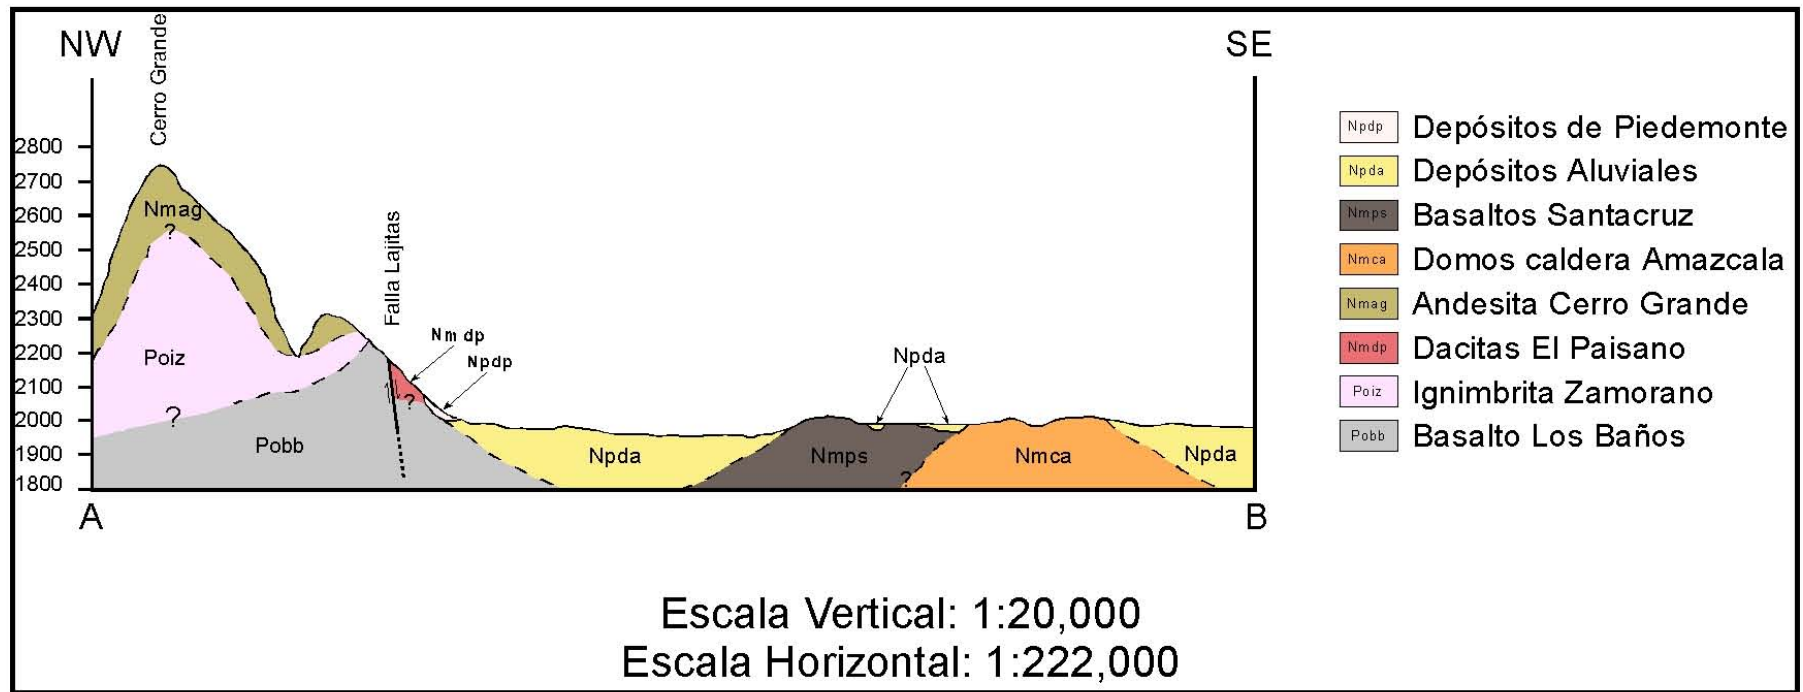 NW
Cerro Grande
SE
2800
2700
2600
2500
2400
2300
2200
2100
2000
1900
1800
Nmag
?
Falla Lajitas
Poiz
?
Pobb
Nmdp
Npdp
?
Npda
Npda
Nmps
?
Nmca
Npda
A
B
Npdp Depósitos de Piedemonte
Npda Depósitos Aluviales
Nmps Basaltos Santacruz
Nmca Domos caldera Amazcala
Nmag Andesita Cerro Grande
Nmdp Dacitas El Paisano
Poiz Ignimbrita Zamorano
Pobb Basalto Los Baños
Escala Vertical: 1:20,000
Escala Horizontal: 1:222,000